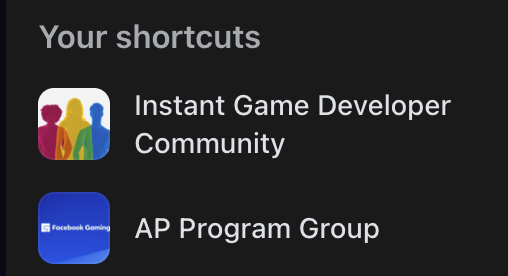 Your shortcuts
Instant Game Developer
Community
Facebook Gaming
AP Program Group